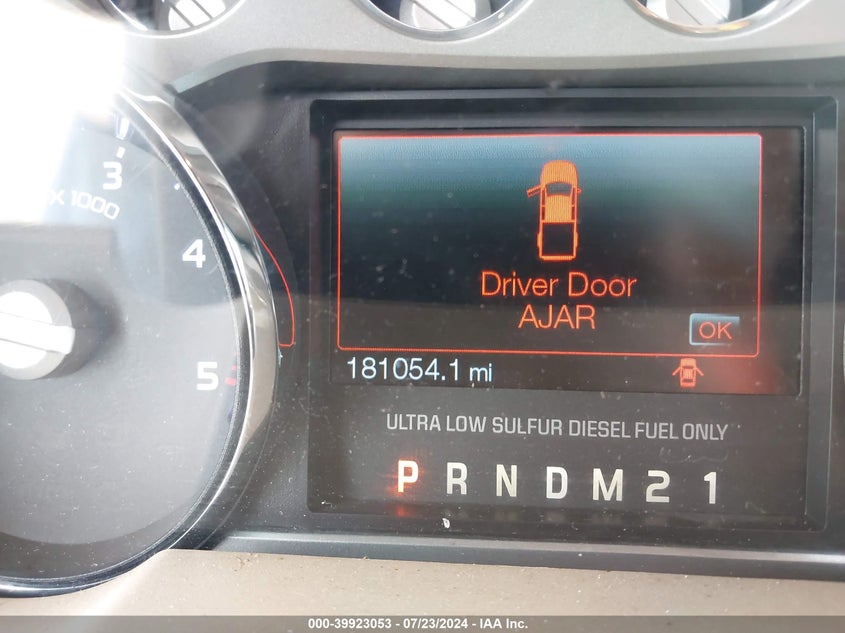 3
X 1000
4
5
Driver Door
AJAR
OK
181054.1 mi
ULTRA LOW SULFUR DIESEL FUEL ONLY
P R N D M 2 1
000-39923053 - 07/23/2024 - IAA Inc.